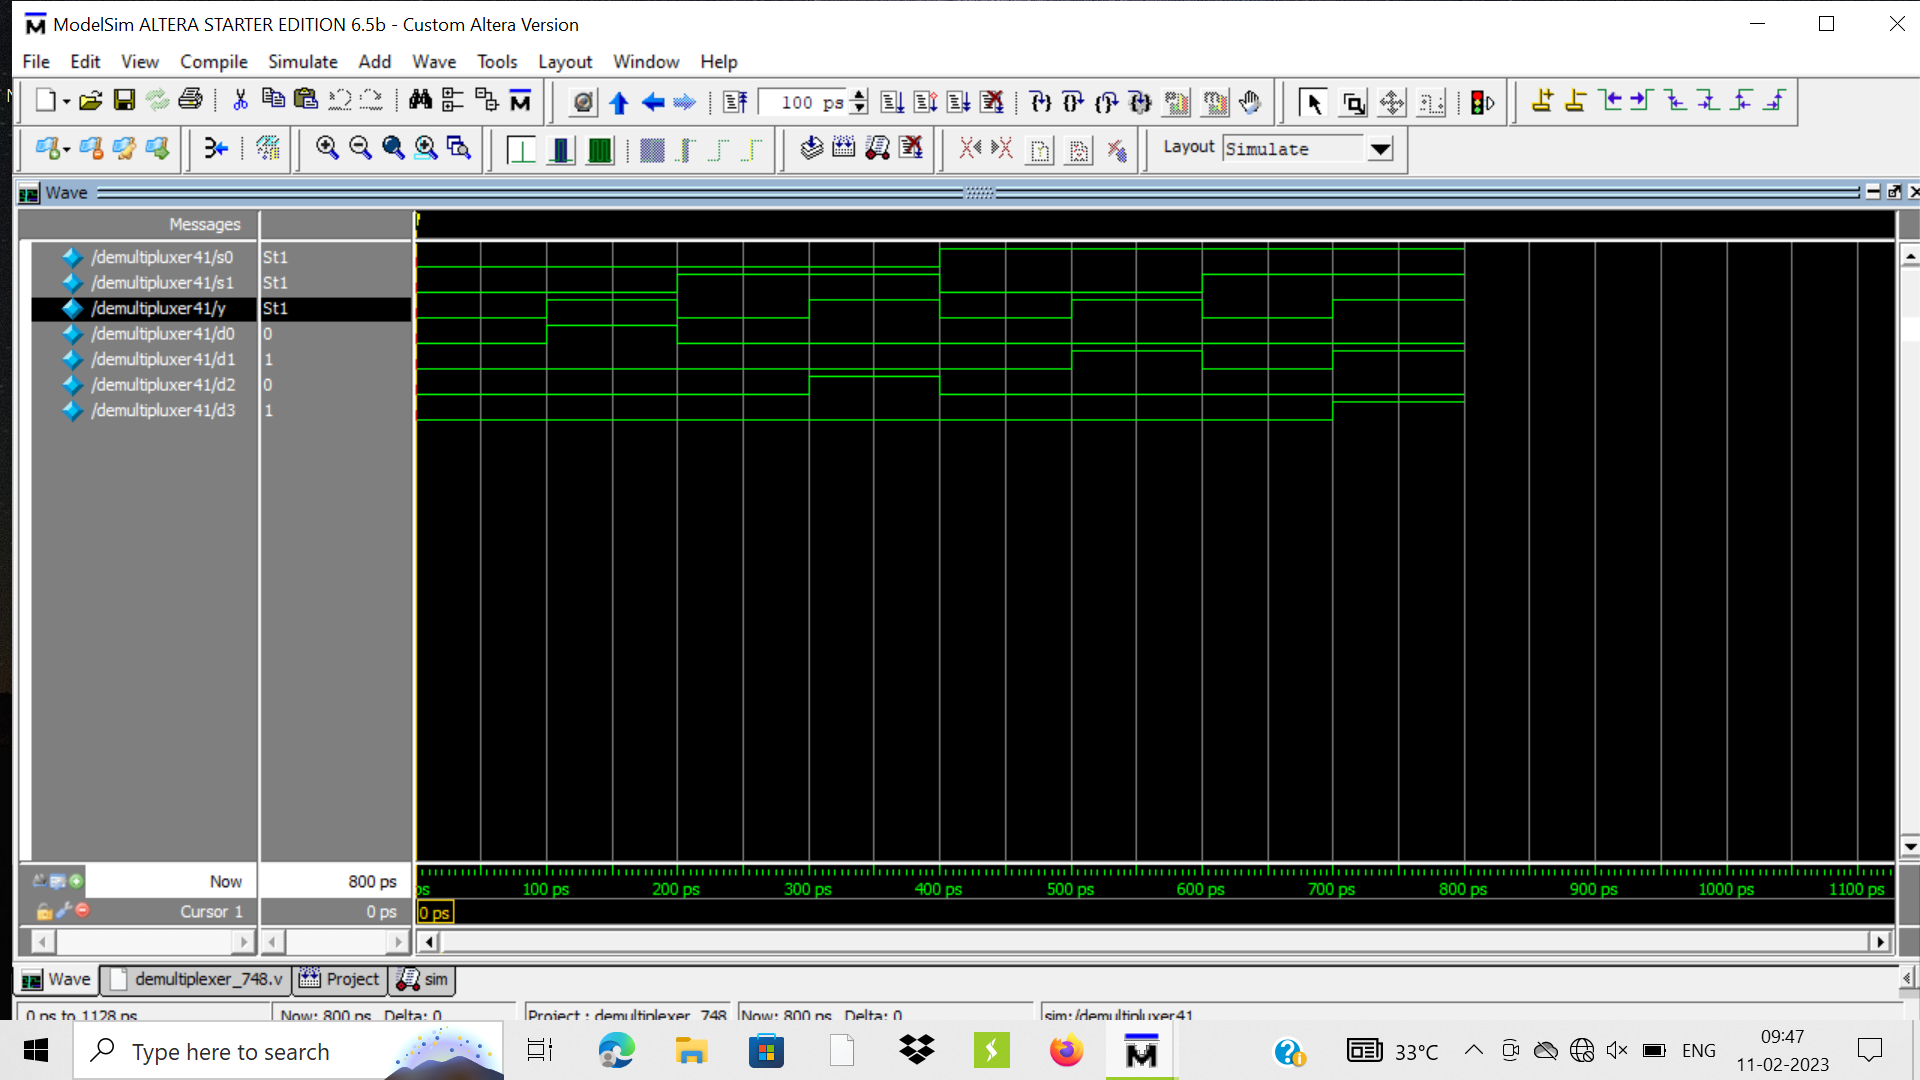 ModelSim ALTERA STARTER EDITION 6.5b - Custom Altera Version
File Edit View Compile Simulate Add Wave Tools Layout Window Help
100 ps
Layout Simulate
Wave
Messages
/demultipluxer41/s0 St1
/demultipluxer41/s1 St1
/demultipluxer41/y St1
/demultipluxer41/d0 0
/demultipluxer41/d1 1
/demultipluxer41/d2 0
/demultipluxer41/d3 1
Now 800 ps
ps 100 ps 200 ps 300 ps 400 ps 500 ps 600 ps 700 ps 800 ps 900 ps 1000 ps 1100 ps
Cursor 1 0 ps 0 ps
Wave demultiplexer_748.v Project sim
0 ps to 1128 ps Now: 800 ps Delta: 0 Project : demultiplexer_748 Now: 800 ps Delta: 0 sim:/demultipluxer41
Type here to search
33°C ENG 09:47
11-02-2023